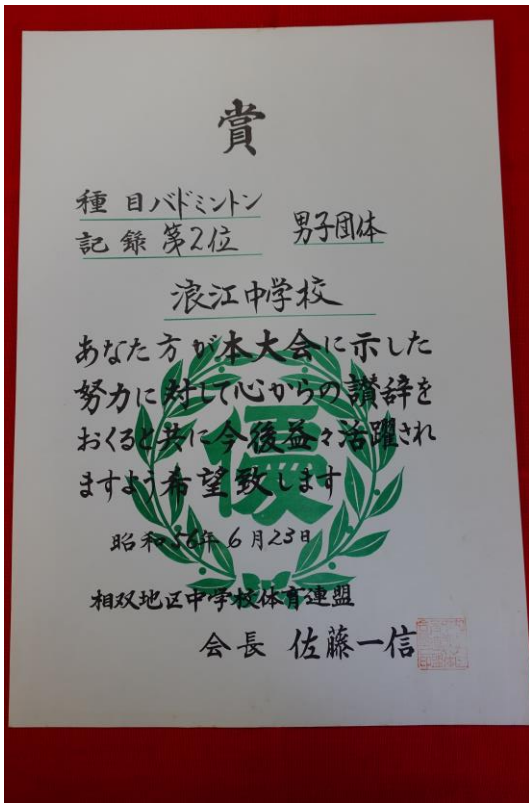 賞
種目バドミントン
記録第2位 男子団体
浪江中学校
あなた方が本大会に示した
努力に対して心からの讃辞を
おくると共に今後益々活躍され
ますよう希望致します
優
昭和56年6月23日
相双地区中学校体育連盟
会長 佐藤一信